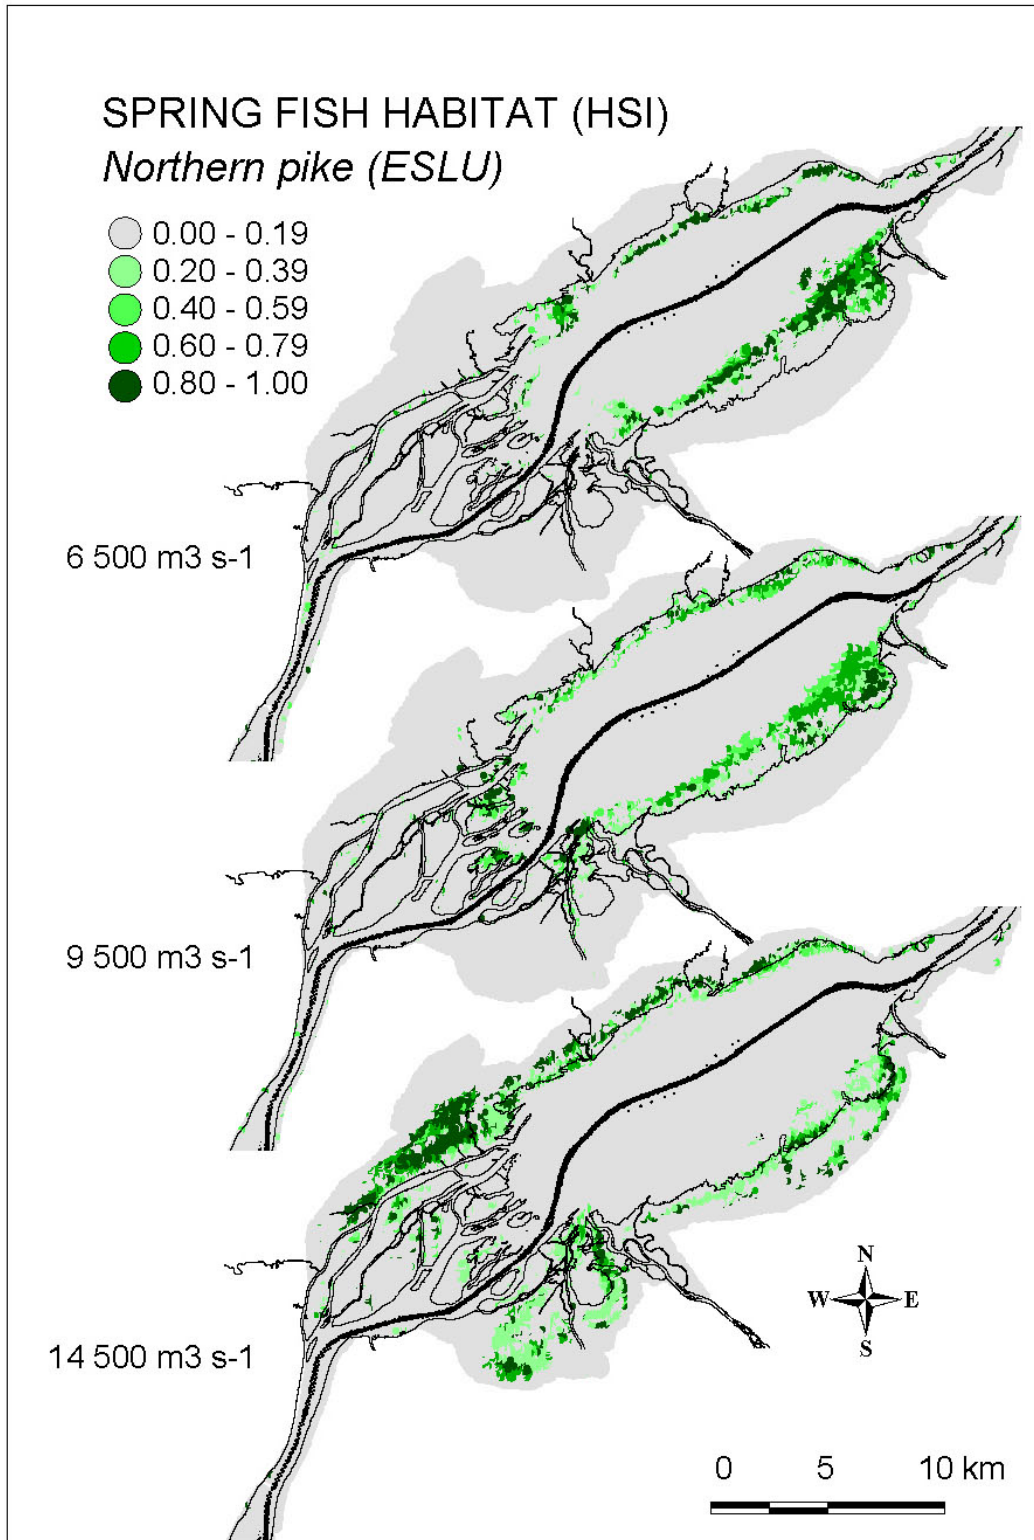 SPRING FISH HABITAT (HSI)
Northern pike (ESLU)
0.00 - 0.19
0.20 - 0.39
0.40 - 0.59
0.60 - 0.79
0.80 - 1.00
6 500 m3 s-1
9 500 m3 s-1
14 500 m3 s-1
N
W E
S
0 5 10 km